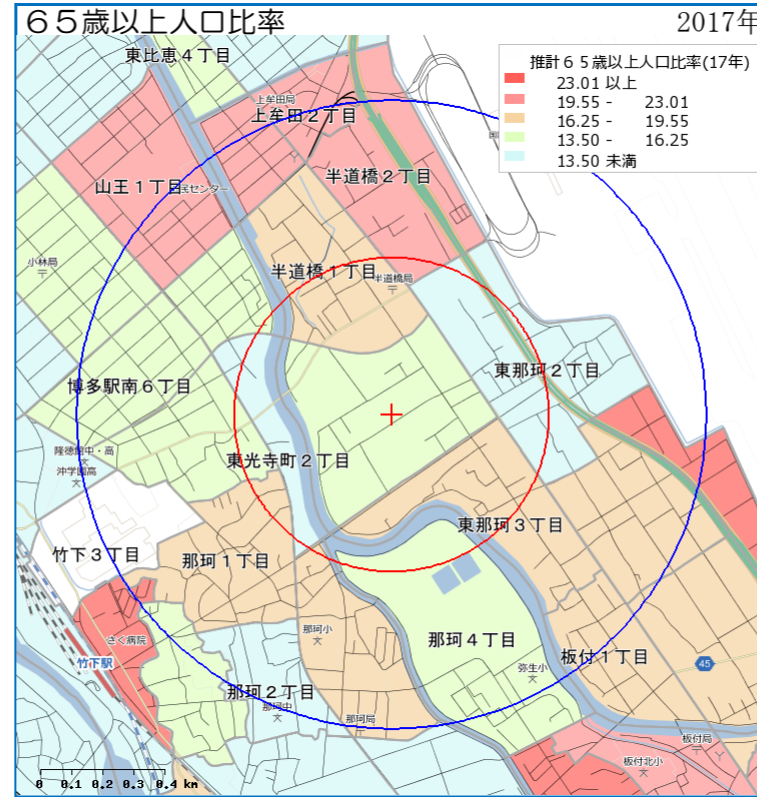 ６５歳以上人口比率
2017年
東比恵４丁目
推計６５歳以上人口比率(17年)
23.01 以上
19.55 - 23.01
16.25 - 19.55
13.50 - 16.25
13.50 未満
上牟田局
上牟田２丁目
国
山王１丁目
民センター
半道橋２丁目
小林局
半道橋１丁目
半道橋局
東那珂２丁目
博多駅南６丁目
隆徳館中・高
沖学園高
東光寺町２丁目
東那珂３丁目
竹下３丁目
那珂１丁目
那珂小
さく病院
那珂４丁目
弥生小
板付１丁目
45
竹下駅
那珂２丁目
那珂中
那珂局
板付局
板付北小
0 0.1 0.2 0.3 0.4 km